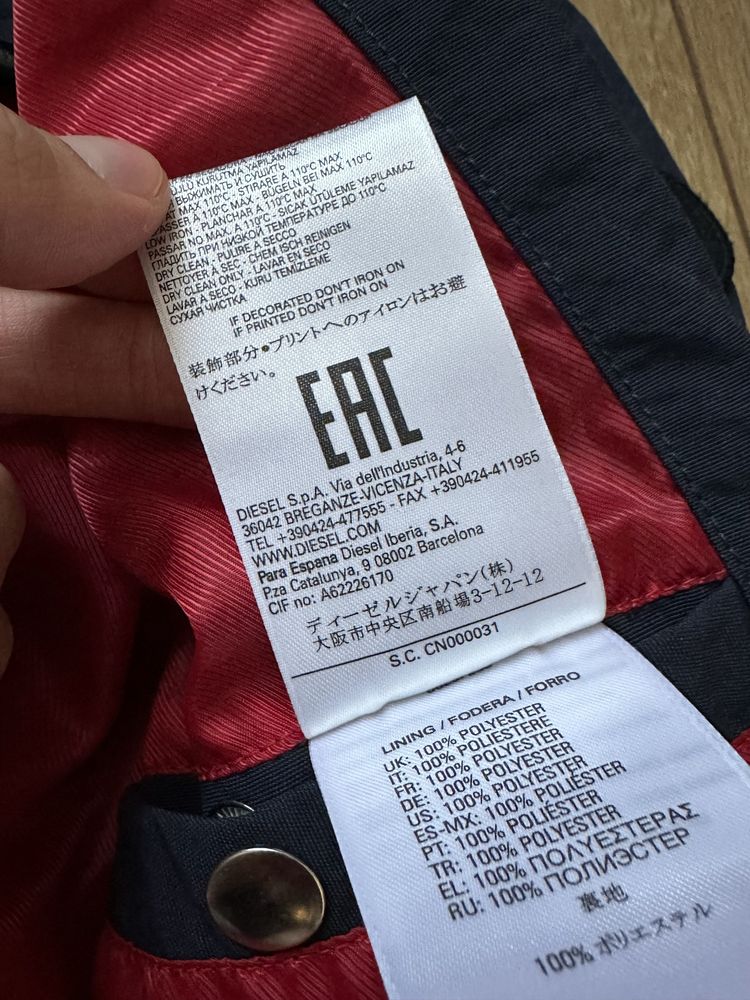 KURUTMA YAPILAMAZ
И СУШИТЬ
MAX 110°C - STIRARE A 110°C MAX
A 110°C - BÜGELN BEI MAX 110°C
LOW IRON - PLANCHAR A 110°C MAX
PASSAR NO MAX. A 110°C - SICAK ÜTÜLEME YAPILAMAZ
ГЛАДИТЬ ПРИ НИЗКОЙ ТЕМПЕРАТУРЕ ДО 110°C
DRY CLEAN - PULIRE A SECCO
NETTOYER A SEC - CHEM ISCH REINIGEN
DRY CLEAN ONLY - LAVAR EN SECO
LAVAR A SECO - KURU TEMIZLEME
СУХАЯ ЧИСТКА
IF DECORATED DON'T IRON ON
IF PRINTED DON'T IRON ON
装飾部分•プリントへのアイロンはお避
けください。
EAC
DIESEL S.p.A. Via dell'Industria, 4-6
36042 BREGANZE-VICENZA-ITALY
TEL +390424-477555 - FAX +390424-411955
WWW.DIESEL.COM
Para Espana Diesel Iberia, S.A.
Pza Catalunya, 9 08002 Barcelona
CIF no: A62226170
ディーゼルジャパン(株)
大阪市中央区南船場3-12-12
S.C. CN000031
LINING / FODERA / FORRO
UK: 100% POLYESTER
IT: 100% POLIESTERE
FR: 100% POLYESTER
DE: 100% POLYESTER
US: 100% POLYESTER
ES-MX: 100% POLIÉSTER
PT: 100% POLIÉSTER
TR: 100% POLYESTER
EL: 100% ΠΟΛΥΕΣΤΕΡΑΣ
RU: 100% ПОЛИЭСТЕР
裏地
100% ポリエステル